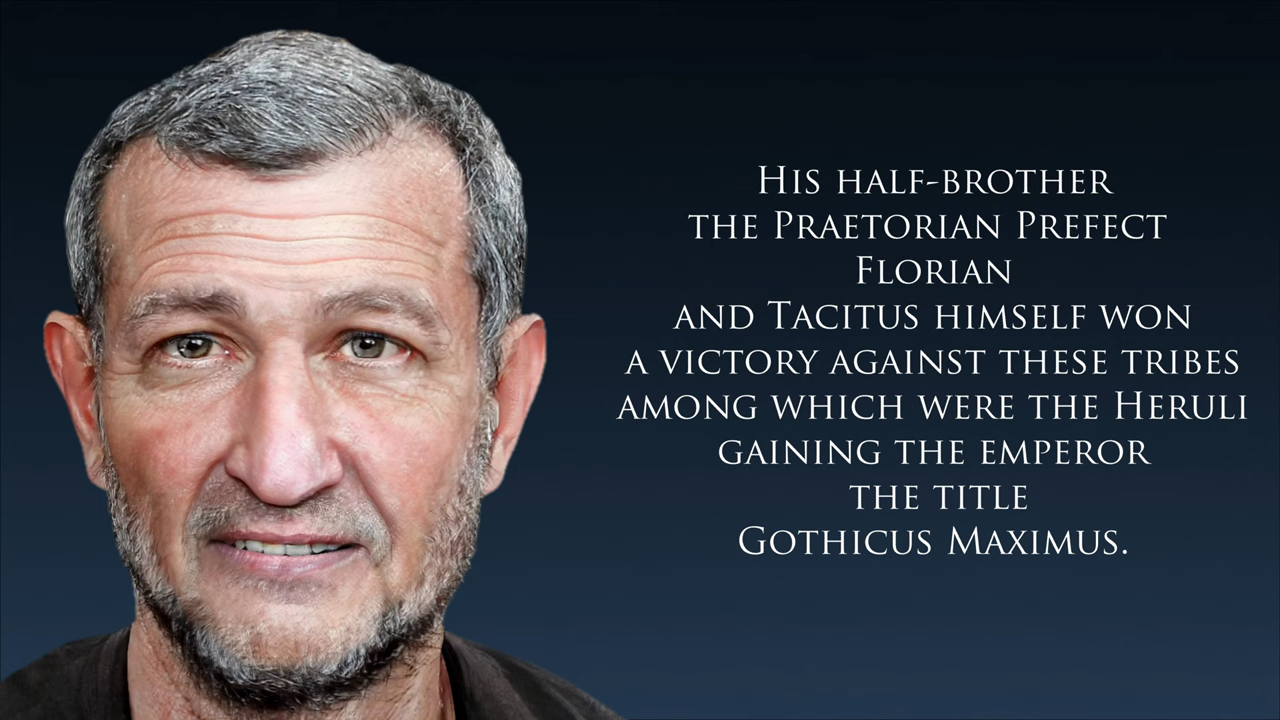 His half-brother
the Praetorian Prefect
Florian
and Tacitus himself won
a victory against these tribes
among which were the Heruli
gaining the emperor
the title
Gothicus Maximus.